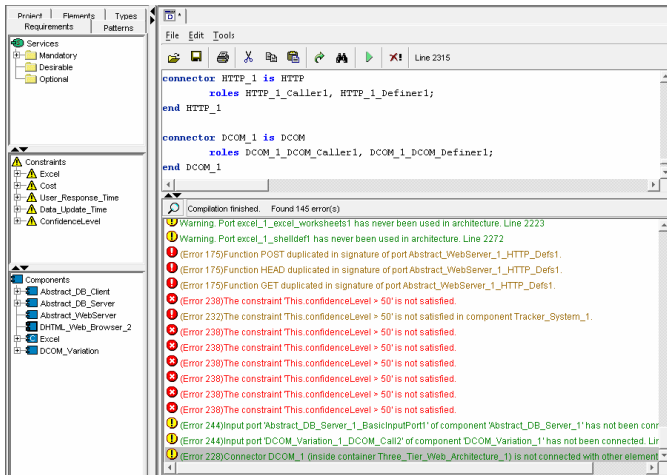 Project Elements Types
Requirements Patterns
Services
Mandatory
Desirable
Optional
Constraints
Excel
Cost
User_Response_Time
Data_Update_Time
ConfidenceLevel
Components
Abstract_DB_Client
Abstract_DB_Server
Abstract_WebServer
DHTML_Web_Browser_2
Excel
DCOM_Variation
D *
File Edit Tools
Line 2315
connector HTTP_1 is HTTP
roles HTTP_1_Caller1, HTTP_1_Definer1;
end HTTP_1
connector DCOM_1 is DCOM
roles DCOM_1_DCOM_Caller1, DCOM_1_DCOM_Definer1;
end DCOM_1
Compilation finished. Found 145 error(s)
Warning. Port excel_1_excel_worksheets1 has never been used in architecture. Line 2223
Warning. Port excel_1_shelldef1 has never been used in architecture. Line 2272
(Error 175)Function POST duplicated in signature of port Abstract_WebServer_1_HTTP_Defs1.
(Error 175)Function HEAD duplicated in signature of port Abstract_WebServer_1_HTTP_Defs1.
(Error 175)Function GET duplicated in signature of port Abstract_WebServer_1_HTTP_Defs1.
(Error 238)The constraint 'This.confidenceLevel > 50' is not satisfied.
(Error 232)The constraint 'This.confidenceLevel > 50' is not satisfied in component Tracker_System_1.
(Error 238)The constraint 'This.confidenceLevel > 50' is not satisfied.
(Error 238)The constraint 'This.confidenceLevel > 50' is not satisfied.
(Error 238)The constraint 'This.confidenceLevel > 50' is not satisfied.
(Error 238)The constraint 'This.confidenceLevel > 50' is not satisfied.
(Error 238)The constraint 'This.confidenceLevel > 50' is not satisfied.
(Error 238)The constraint 'This.confidenceLevel > 50' is not satisfied.
(Error 244)Input port 'Abstract_DB_Server_1_BasicInputPort1' of component 'Abstract_DB_Server_1' has not been conn
(Error 244)Input port 'DCOM_Variation_1_DCOM_Call2' of component 'DCOM_Variation_1' has not been connected. Lin
(Error 228)Connector DCOM_1 (inside container Three_Tier_Web_Architecture_1) is not connected with other element